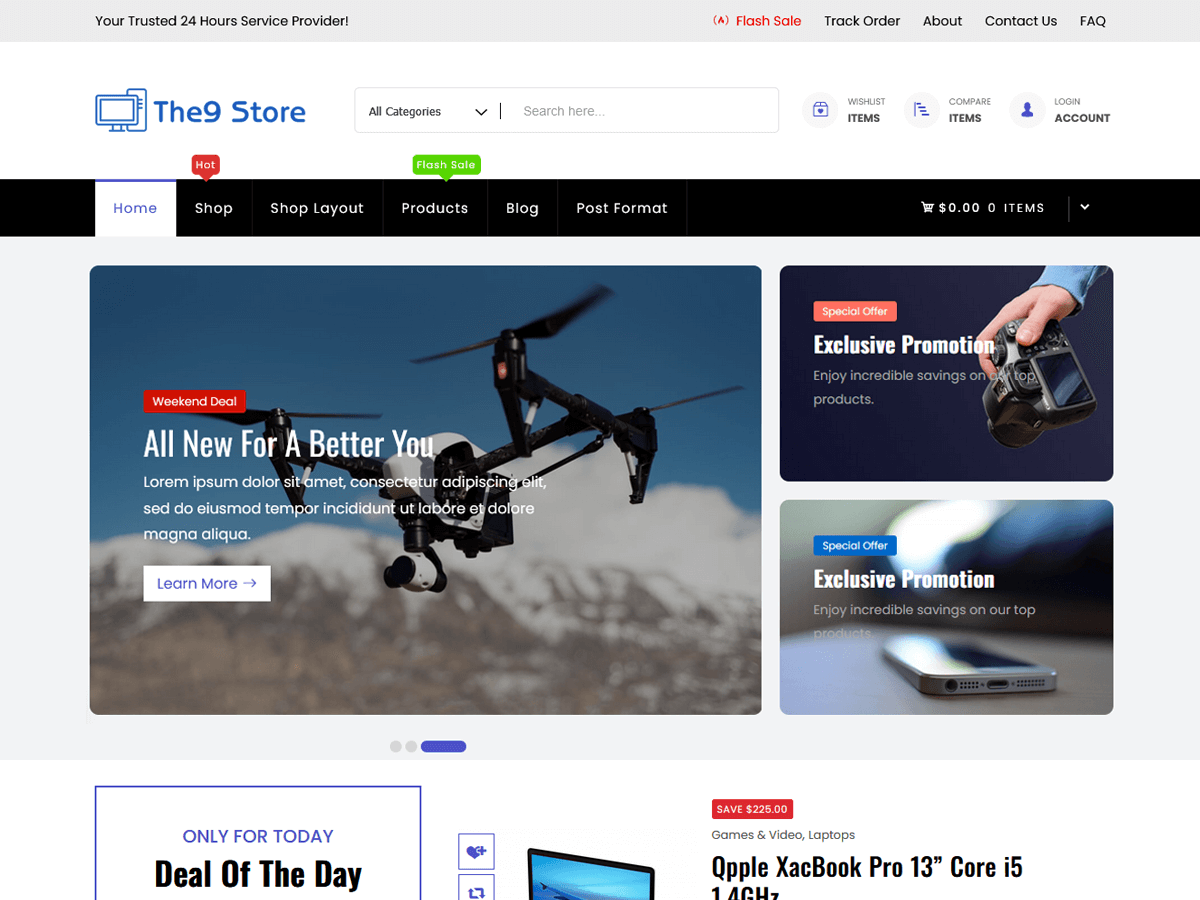 Your Trusted 24 Hours Service Provider!
Flash Sale
Track Order
About
Contact Us
FAQ
The9 Store
All Categories
Search here...
WISHLIST
ITEMS
COMPARE
ITEMS
LOGIN
ACCOUNT
Hot
Flash Sale
Home
Shop
Shop Layout
Products
Blog
Post Format
$0.00 0 ITEMS
Weekend Deal
All New For A Better You
Lorem ipsum dolor sit amet, consectetur adipiscing elit,
sed do eiusmod tempor incididunt ut labore et dolore
magna aliqua.
Learn More →
Special Offer
Exclusive Promotion
Enjoy incredible savings on our top
products.
Special Offer
Exclusive Promotion
Enjoy incredible savings on our top
products.
ONLY FOR TODAY
Deal Of The Day
SAVE $225.00
Games & Video, Laptops
Qpple XacBook Pro 13” Core i5
1.4GHz